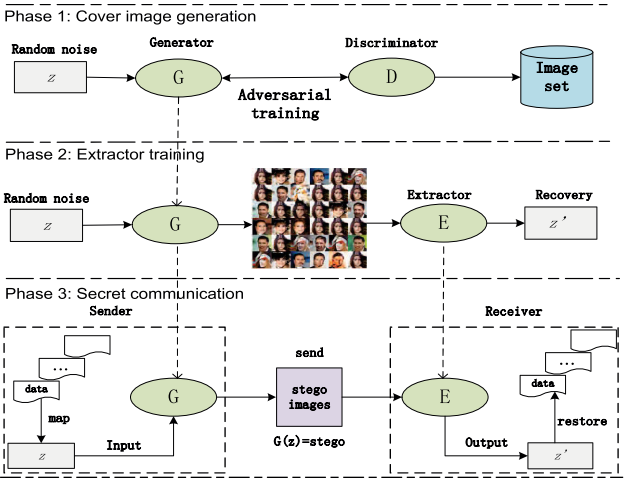 Phase 1: Cover image generation
Generator
Discriminator
Random noise
z
G
D
Image
set
Adversarial
training
Phase 2: Extractor training
Random noise
Extractor
Recovery
z
G
E
z'
Phase 3: Secret communication
Sender
Receiver
...
...
send
data
data
G
stego
images
E
map
restore
Input
G(z)=stego
Output
z
z'